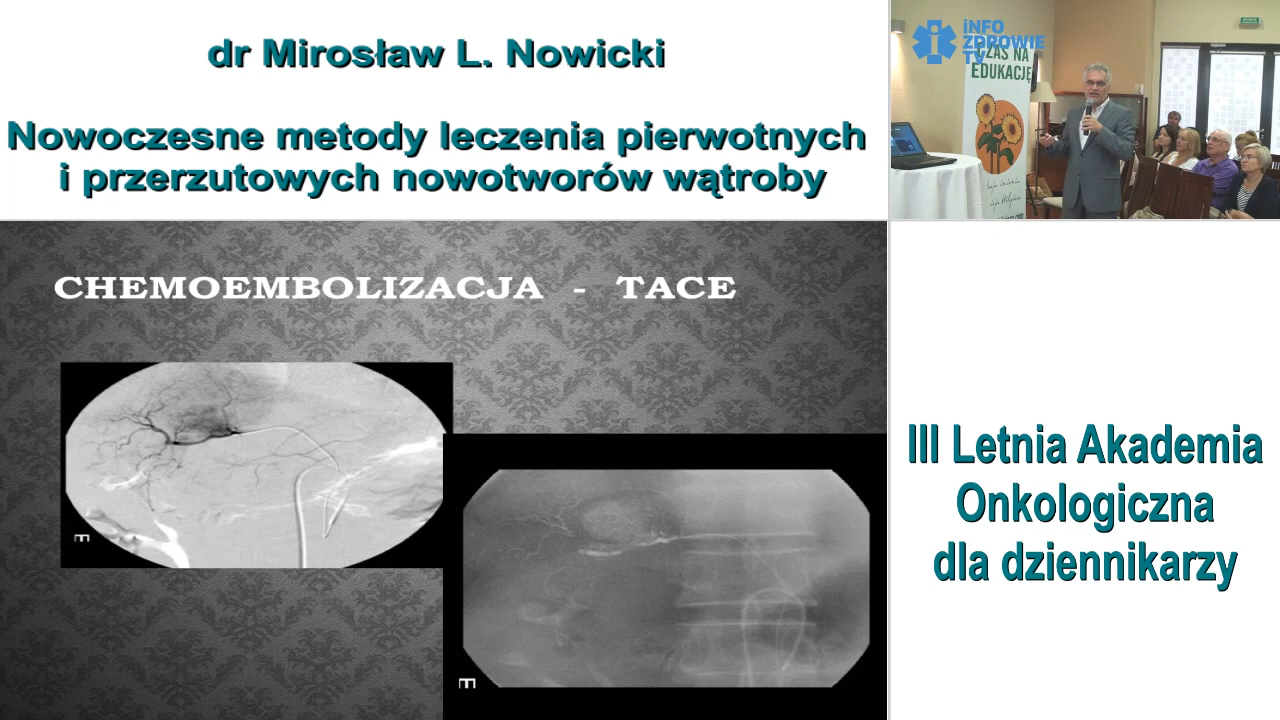 dr Mirosław L. Nowicki
Nowoczesne metody leczenia pierwotnych
i przerzutowych nowotworów wątroby
INFO
ZDROWIE
TV
CZAS NA
EDUKACJĘ
CHEMOEMBOLIZACJA - TACE
III Letnia Akademia
Onkologiczna
dla dziennikarzy